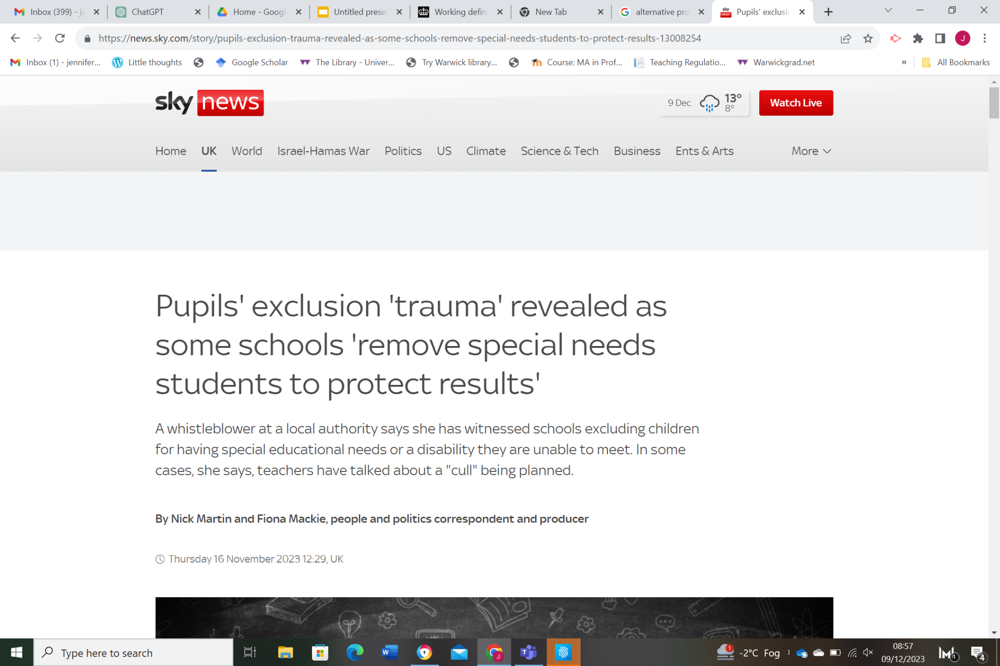 Inbox (399) - je
ChatGPT
Home - Googl
Untitled prese
Working defin
New Tab
alternative pro
Pupils' exclusio
https://news.sky.com/story/pupils-exclusion-trauma-revealed-as-some-schools-remove-special-needs-students-to-protect-results-13008254
J
Inbox (1) - jennifer...
Little thoughts
Google Scholar
The Library - Univer...
Try Warwick library...
Course: MA in Prof...
Teaching Regulatio...
Warwickgrad.net
»
All Bookmarks
sky news
9 Dec
13°
8°
Watch Live
Home UK World Israel-Hamas War Politics US Climate Science & Tech Business Ents & Arts More
Pupils' exclusion 'trauma' revealed as
some schools 'remove special needs
students to protect results'
A whistleblower at a local authority says she has witnessed schools excluding children
for having special educational needs or a disability they are unable to meet. In some
cases, she says, teachers have talked about a "cull" being planned.
By Nick Martin and Fiona Mackie, people and politics correspondent and producer
Thursday 16 November 2023 12:29, UK
Type here to search
1
-2°C Fog
08:57
09/12/2023
4